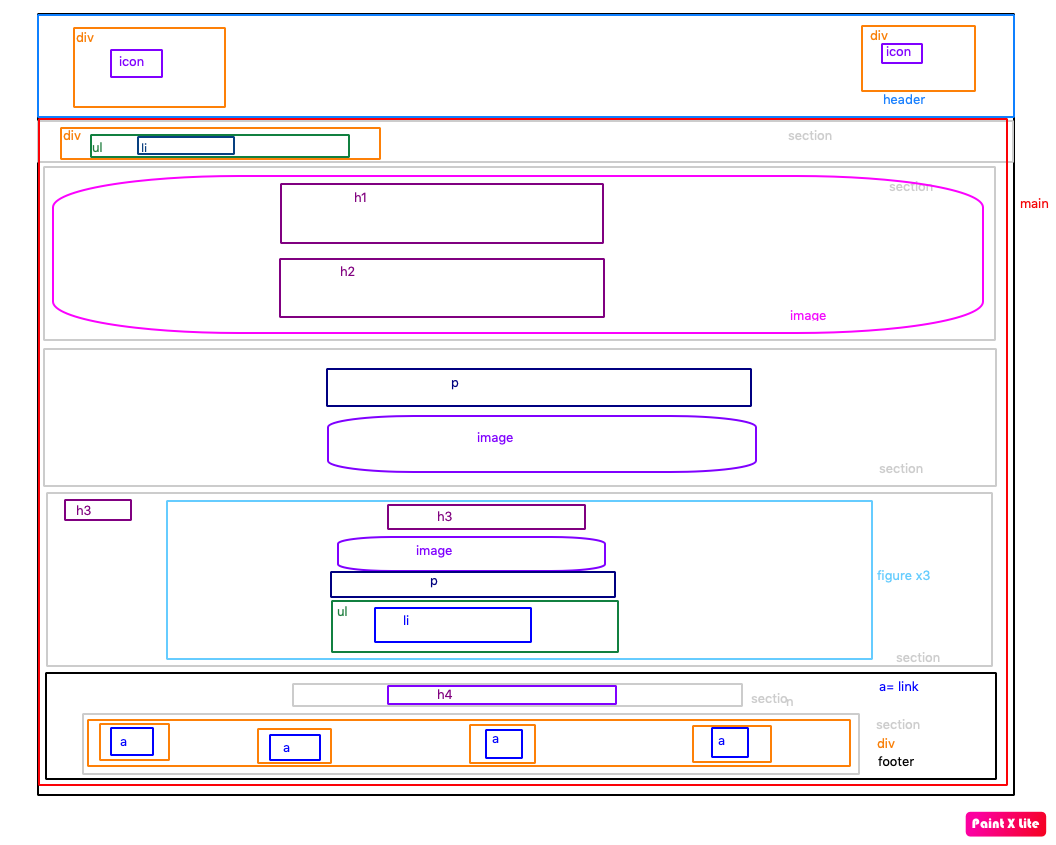 div
icon
div
icon
header
div
ul
li
section
section
h1
main
h2
image
p
image
section
h3
h3
image
p
figure x3
ul
li
section
h4
a= link
section
section
a
a
a
a
div
footer
Paint X Lite